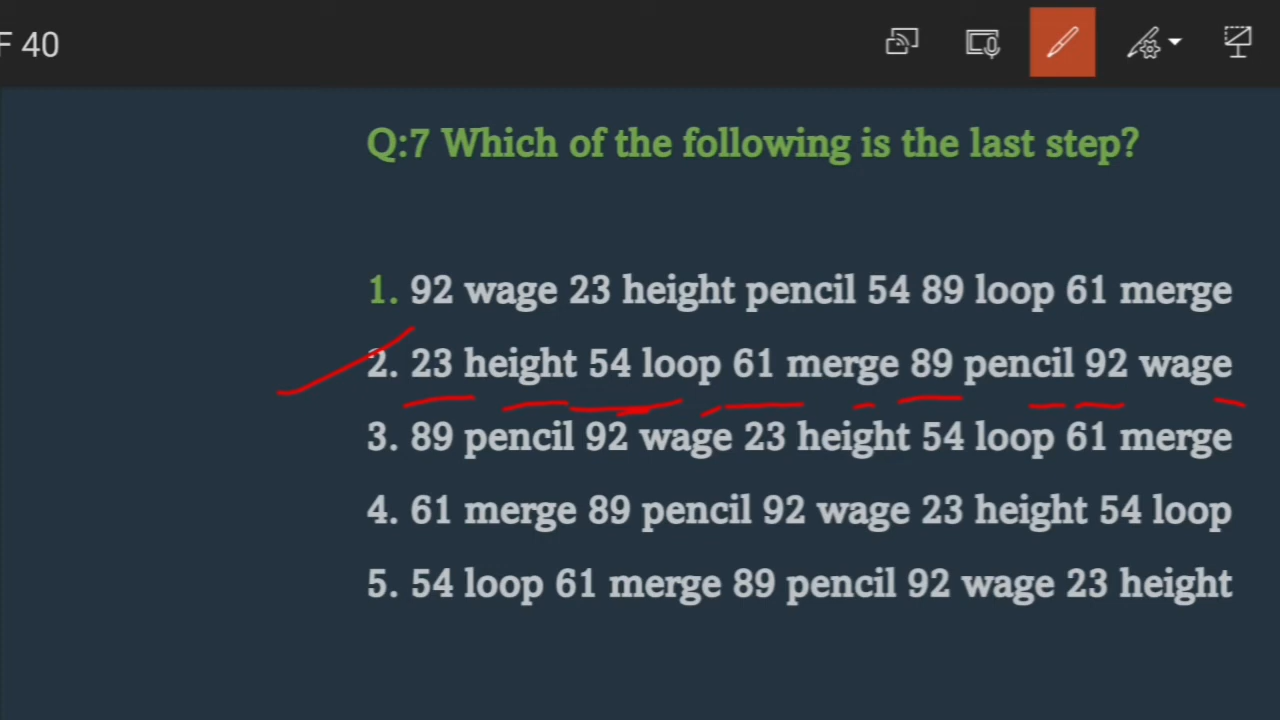 F 40
Q:7 Which of the following is the last step?
1. 92 wage 23 height pencil 54 89 loop 61 merge
2. 23 height 54 loop 61 merge 89 pencil 92 wage
3. 89 pencil 92 wage 23 height 54 loop 61 merge
4. 61 merge 89 pencil 92 wage 23 height 54 loop
5. 54 loop 61 merge 89 pencil 92 wage 23 height